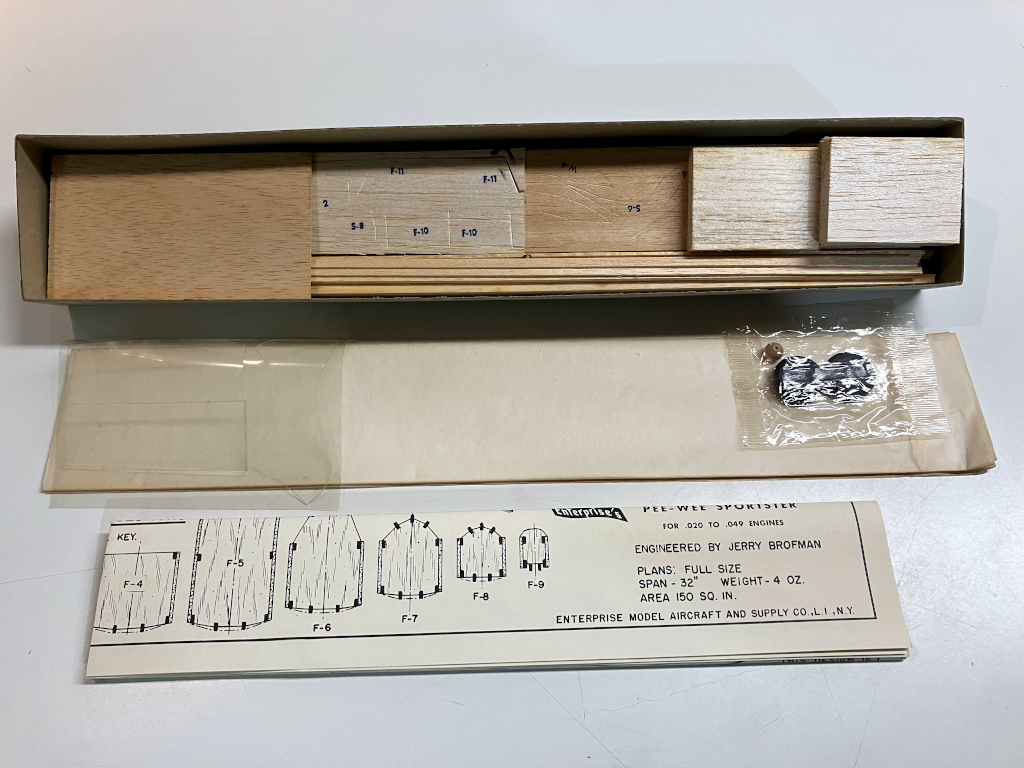 F-11
F-11
2
S-8
F-10
F-10
S-6
Enterprise's
PEE-WEE SPORTSTER
FOR .020 TO .049 ENGINES
ENGINEERED BY JERRY BROFMAN
PLANS: FULL SIZE
SPAN - 32" WEIGHT - 4 OZ.
AREA 150 SQ. IN.
ENTERPRISE MODEL AIRCRAFT AND SUPPLY CO., L.I., N.Y.
KEY.
F-4
F-5
F-6
F-7
F-8
F-9